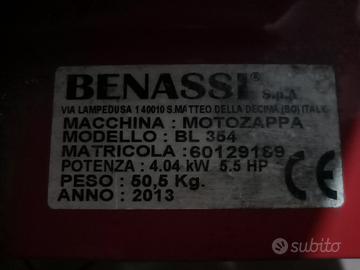 BENASSI® S.p.A
VIA LAMPEDUSA 1 40010 S.MATTEO DELLA DECIMA (BO) ITALY
MACCHINA : MOTOZAPPA
MODELLO : BL 354
MATRICOLA : 60129189
POTENZA : 4.04 kW 5.5 HP
PESO : 50,5 Kg.
ANNO : 2013
CE
subito